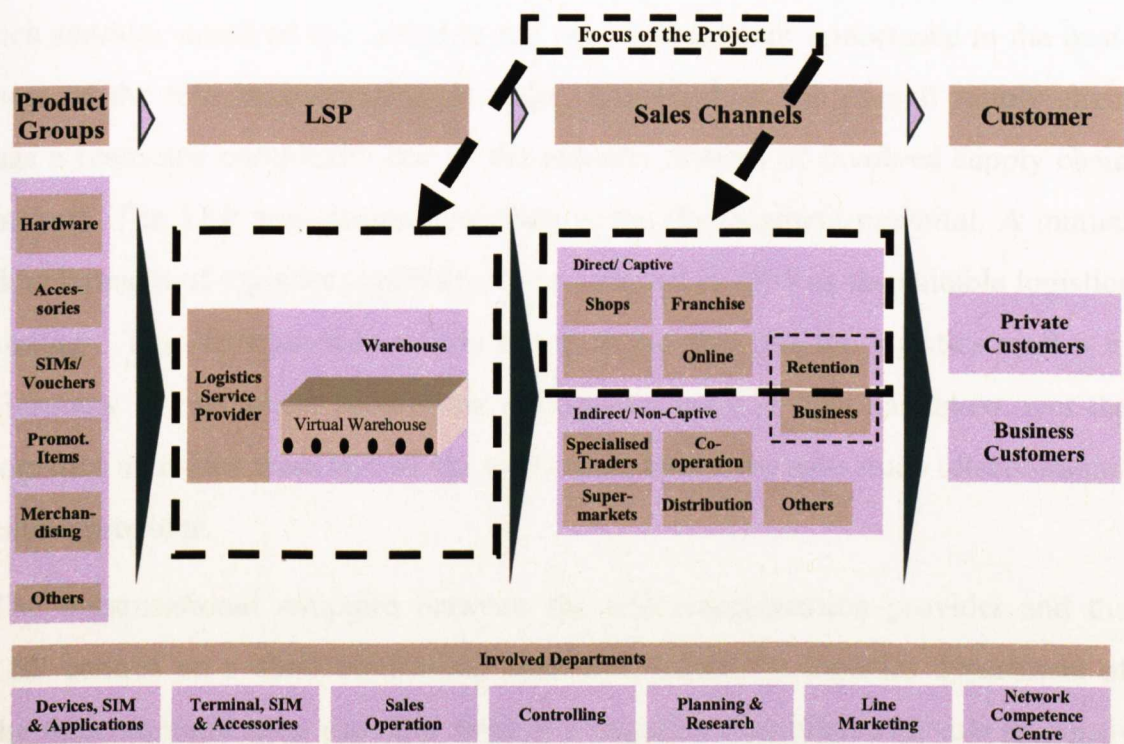 Focus of the Project
Product
Groups
LSP
Sales Channels
Customer
Hardware
Acces-
sories
SIMs/
Vouchers
Promot.
Items
Merchan-
dising
Others
Logistics
Service
Provider
Warehouse
Virtual Warehouse
Direct/ Captive
Shops
Franchise
Online
Retention
Business
Indirect/ Non-Captive
Specialised
Traders
Co-
operation
Super-
markets
Distribution
Others
Private
Customers
Business
Customers
Involved Departments
Devices, SIM
& Applications
Terminal, SIM
& Accessories
Sales
Operation
Controlling
Planning &
Research
Line
Marketing
Network
Competence
Centre